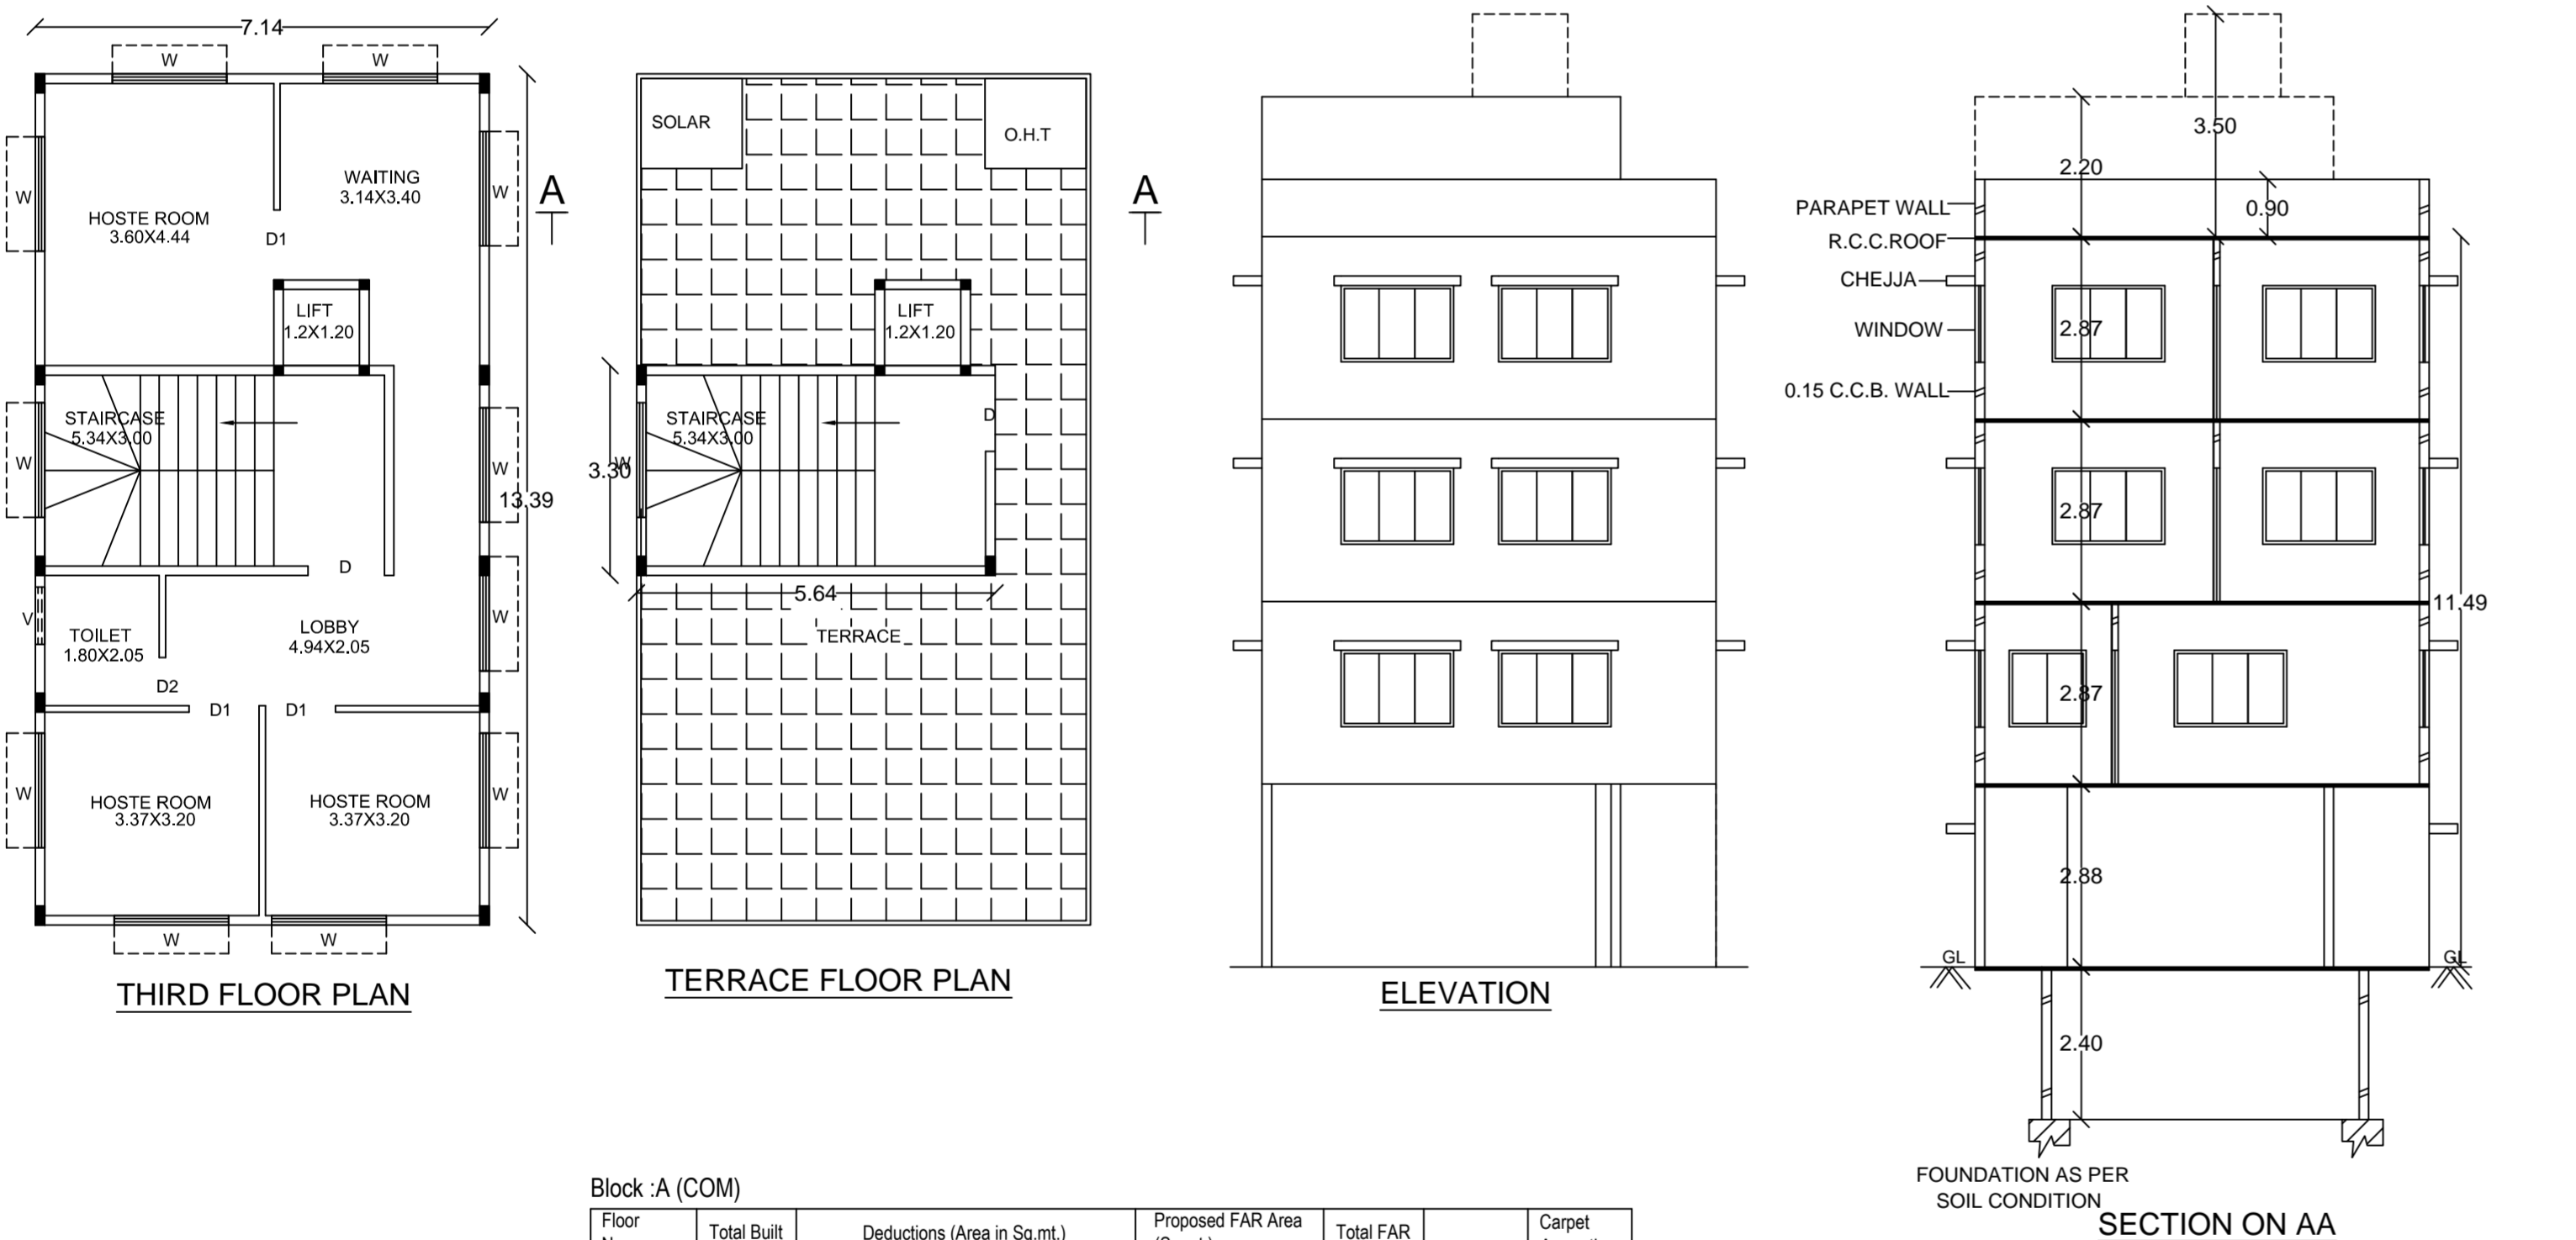 7.14
W
W
W
HOSTE ROOM
3.60X4.44
WAITING
3.14X3.40
W
D1
LIFT
1.2X1.20
W
STAIRCASE
5.34X3.00
W
13.39
D
V
TOILET
1.80X2.05
LOBBY
4.94X2.05
W
D2
D1
D1
W
HOSTE ROOM
3.37X3.20
HOSTE ROOM
3.37X3.20
W
W
W
THIRD FLOOR PLAN
A
SOLAR
O.H.T
LIFT
1.2X1.20
STAIRCASE
5.34X3.00
D
3.30
W
5.64
TERRACE
TERRACE FLOOR PLAN
A
ELEVATION
3.50
2.20
PARAPET WALL
0.90
R.C.C.ROOF
CHEJJA
WINDOW
2.87
0.15 C.C.B. WALL
2.87
11.49
2.87
2.88
GL
GL
2.40
FOUNDATION AS PER
SOIL CONDITION
SECTION ON AA
Block :A (COM)
Floor
Total Built
Deductions (Area in Sq.mt.)
Proposed FAR Area
Total FAR
Carpet